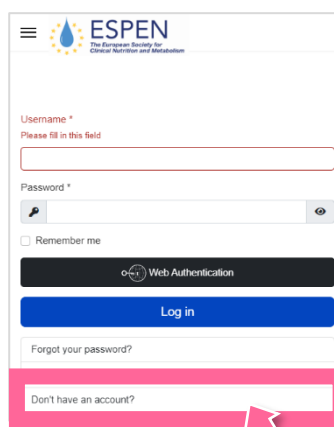 ESPEN
The European Society for
Clinical Nutrition and Metabolism
Username *
Please fill in this field
Password *
Remember me
Web Authentication
Log in
Forgot your password?
Don't have an account?